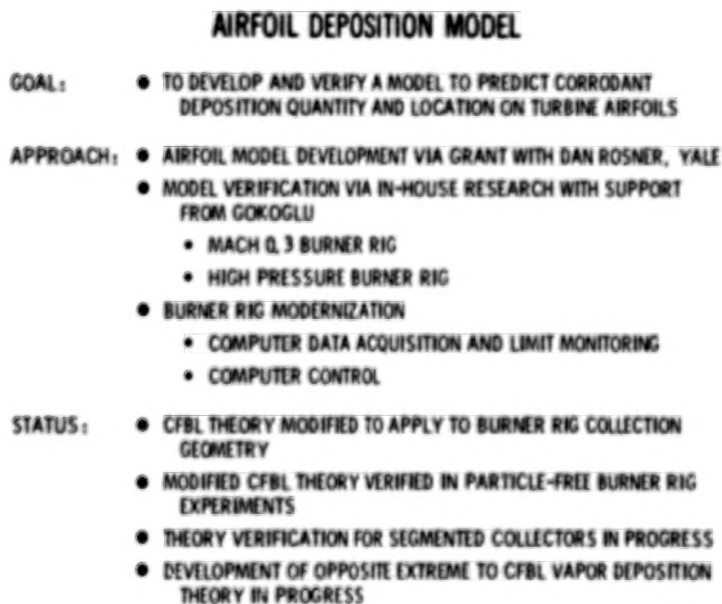 AIRFOIL DEPOSITION MODEL
GOAL: ● TO DEVELOP AND VERIFY A MODEL TO PREDICT CORRODANT
DEPOSITION QUANTITY AND LOCATION ON TURBINE AIRFOILS
APPROACH: ● AIRFOIL MODEL DEVELOPMENT VIA GRANT WITH DAN ROSNER, YALE
● MODEL VERIFICATION VIA IN-HOUSE RESEARCH WITH SUPPORT
FROM GOKOGLU
• MACH 0.3 BURNER RIG
• HIGH PRESSURE BURNER RIG
● BURNER RIG MODERNIZATION
• COMPUTER DATA ACQUISITION AND LIMIT MONITORING
• COMPUTER CONTROL
STATUS: ● CFBL THEORY MODIFIED TO APPLY TO BURNER RIG COLLECTION
GEOMETRY
● MODIFIED CFBL THEORY VERIFIED IN PARTICLE-FREE BURNER RIG
EXPERIMENTS
● THEORY VERIFICATION FOR SEGMENTED COLLECTORS IN PROGRESS
● DEVELOPMENT OF OPPOSITE EXTREME TO CFBL VAPOR DEPOSITION
THEORY IN PROGRESS